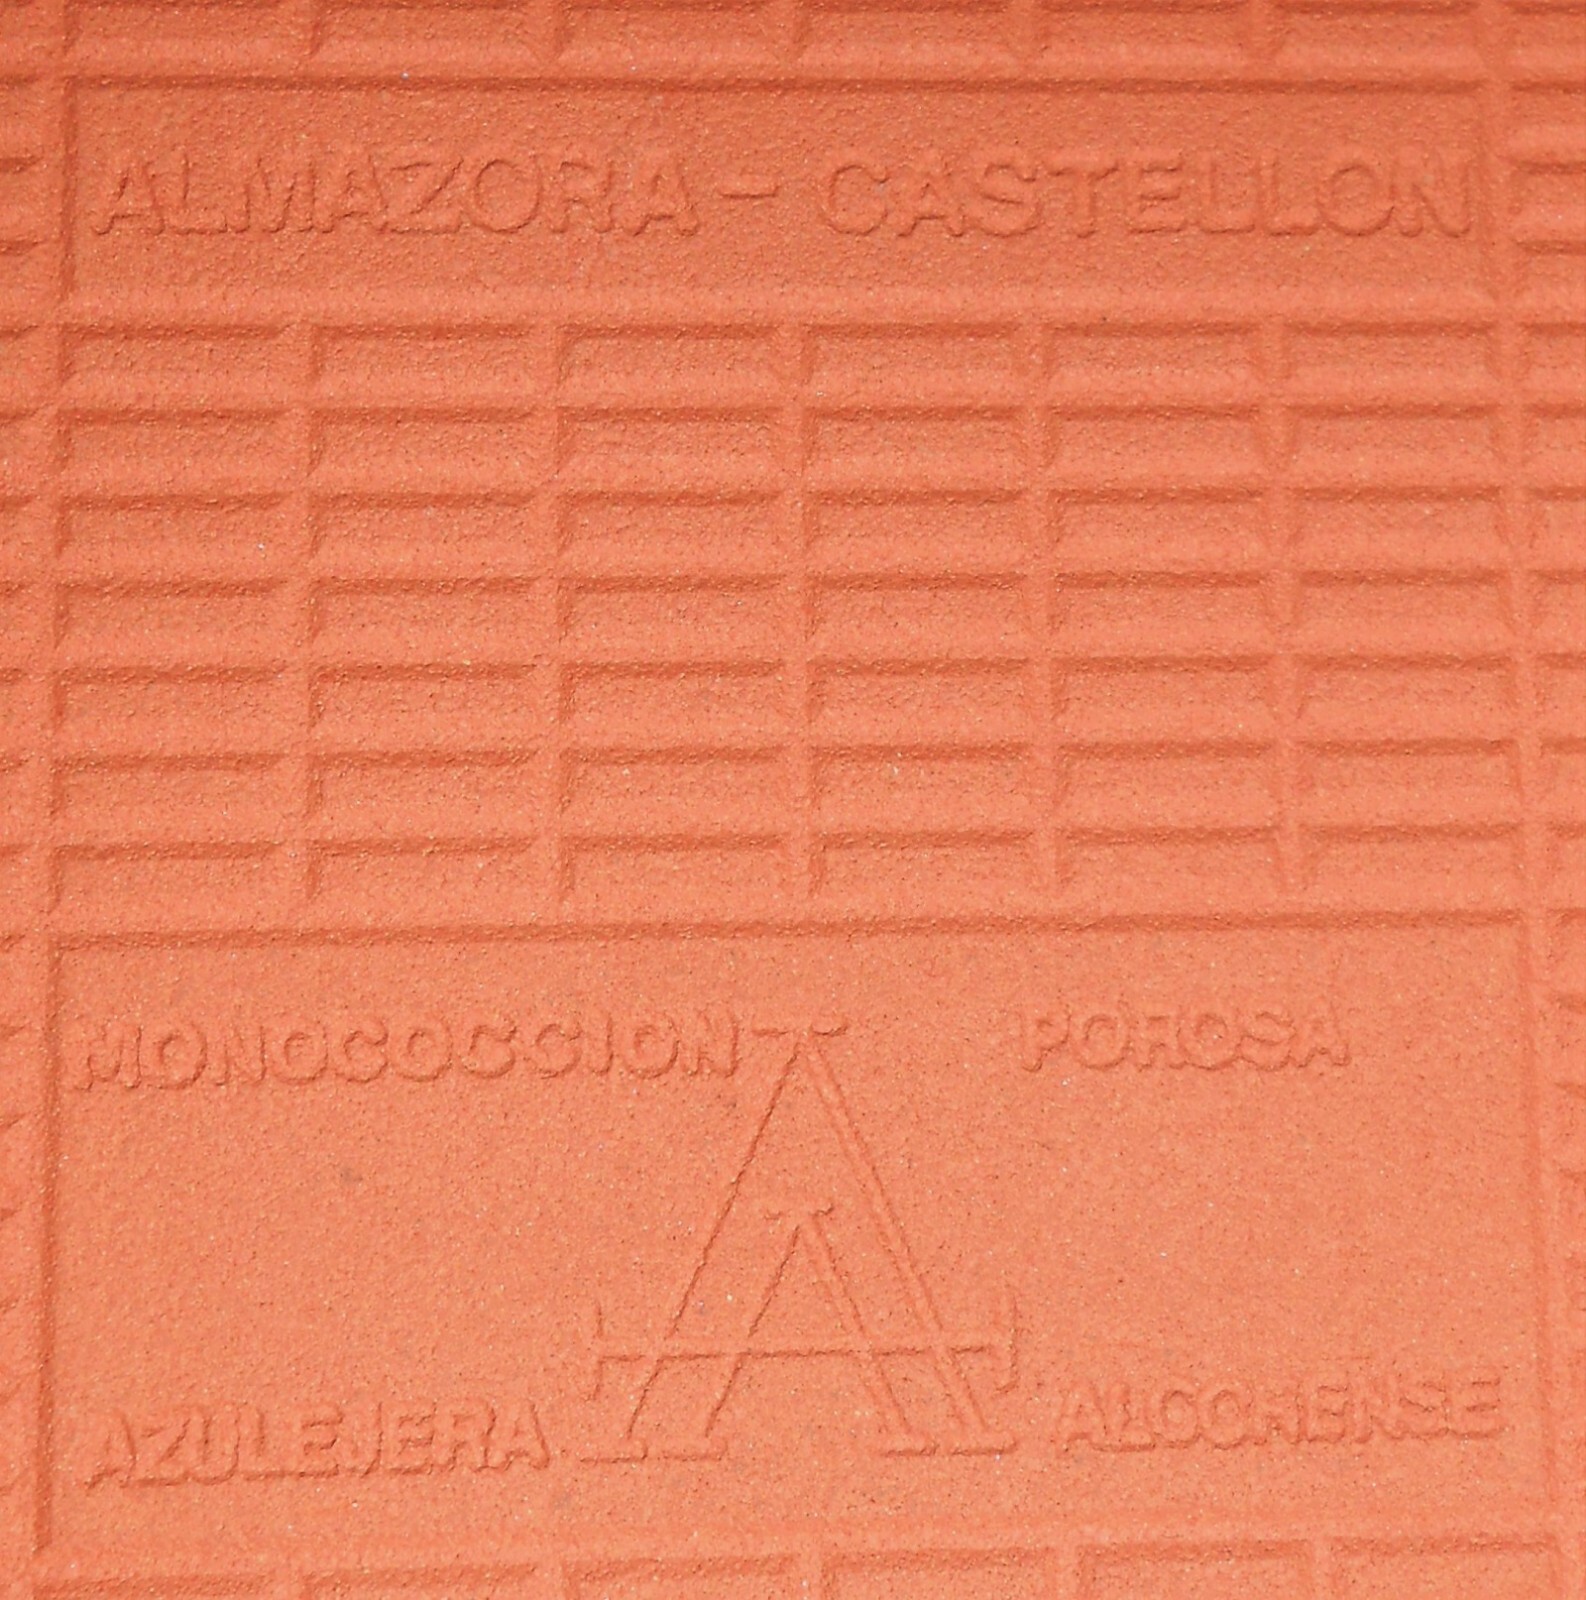 ALMAZORA - CASTELLON
MONOCOCCION POROSA
A
AZULEJERA ALCORENSE